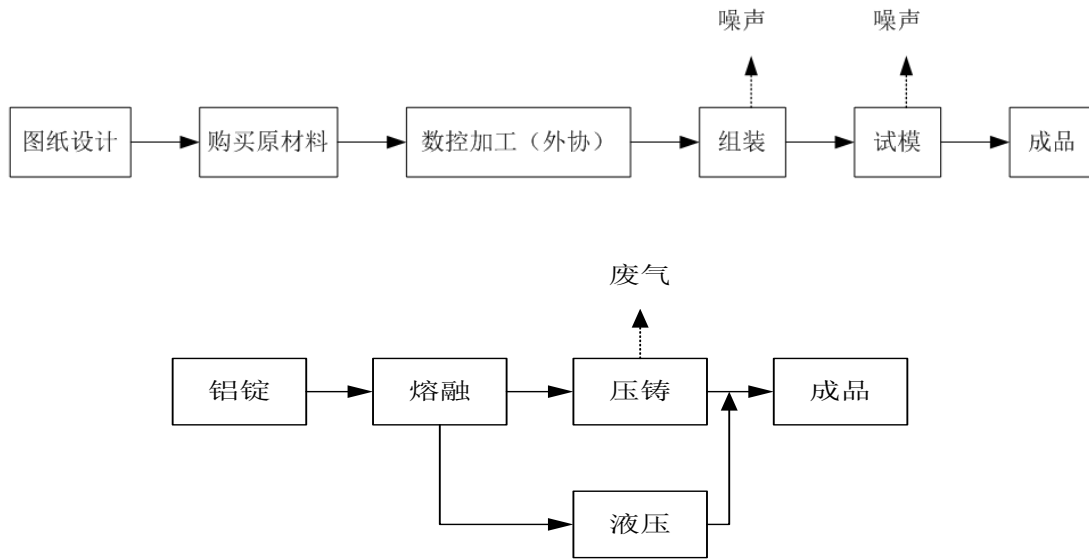 噪声 噪声
图纸设计 购买原材料 数控加工（外协） 组装 试模 成品
废气
铝锭 熔融 压铸 成品
液压